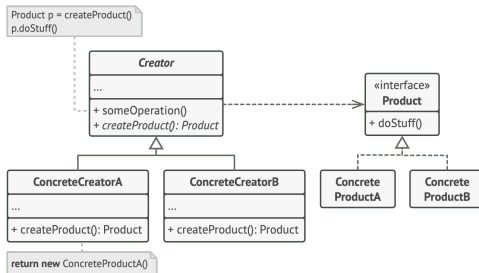 Product p = createProduct()
p.doStuff()
Creator
...
+ someOperation()
+ createProduct(): Product
«interface»
Product
+ doStuff()
ConcreteCreatorA
...
+ createProduct(): Product
ConcreteCreatorB
...
+ createProduct(): Product
Concrete
ProductA
Concrete
ProductB
return new ConcreteProductA()